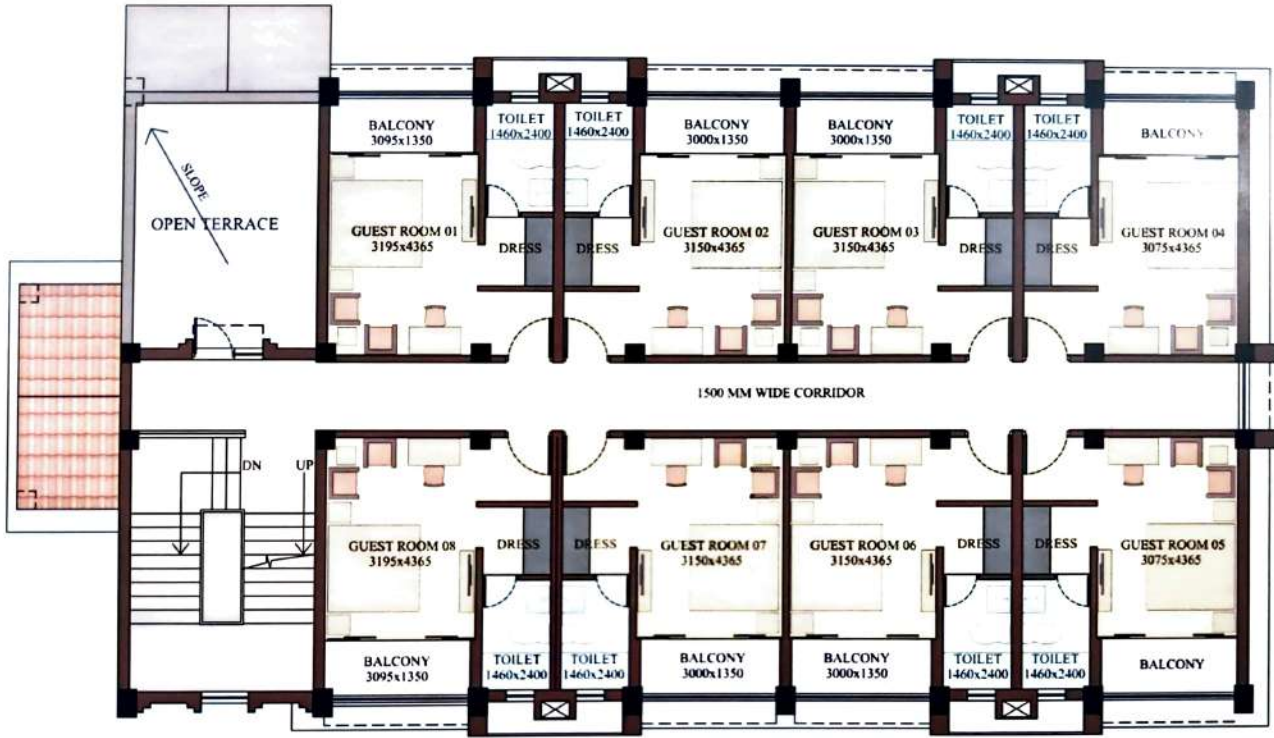 TOILET
1460x2400
TOILET
1460x2400
TOILET
1460x2400
TOILET
1460x2400
BALCONY
3095x1350
BALCONY
3000x1350
BALCONY
3000x1350
BALCONY
SLOPE
OPEN TERRACE
GUEST ROOM 01
3195x4365
GUEST ROOM 02
3150x4365
GUEST ROOM 03
3150x4365
GUEST ROOM 04
3075x4365
DRESS
DRESS
DRESS
DRESS
1500 MM WIDE CORRIDOR
DN
UP
GUEST ROOM 08
3195x4365
DRESS
DRESS
GUEST ROOM 07
3150x4365
GUEST ROOM 06
3150x4365
DRESS
DRESS
GUEST ROOM 05
3075x4365
BALCONY
3095x1350
TOILET
1460x2400
TOILET
1460x2400
BALCONY
3000x1350
BALCONY
3000x1350
TOILET
1460x2400
TOILET
1460x2400
BALCONY